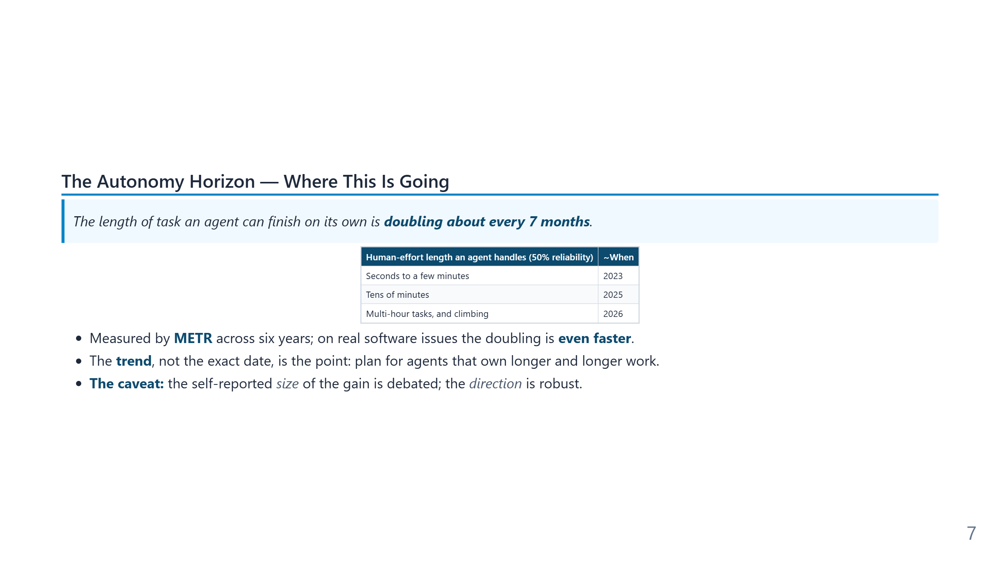 The Autonomy Horizon — Where This Is Going
The length of task an agent can finish on its own is doubling about every 7 months.
Human-effort length an agent handles (50% reliability) ~When
Seconds to a few minutes 2023
Tens of minutes 2025
Multi-hour tasks, and climbing 2026
• Measured by METR across six years; on real software issues the doubling is even faster.
• The trend, not the exact date, is the point: plan for agents that own longer and longer work.
• The caveat: the self-reported size of the gain is debated; the direction is robust.
7